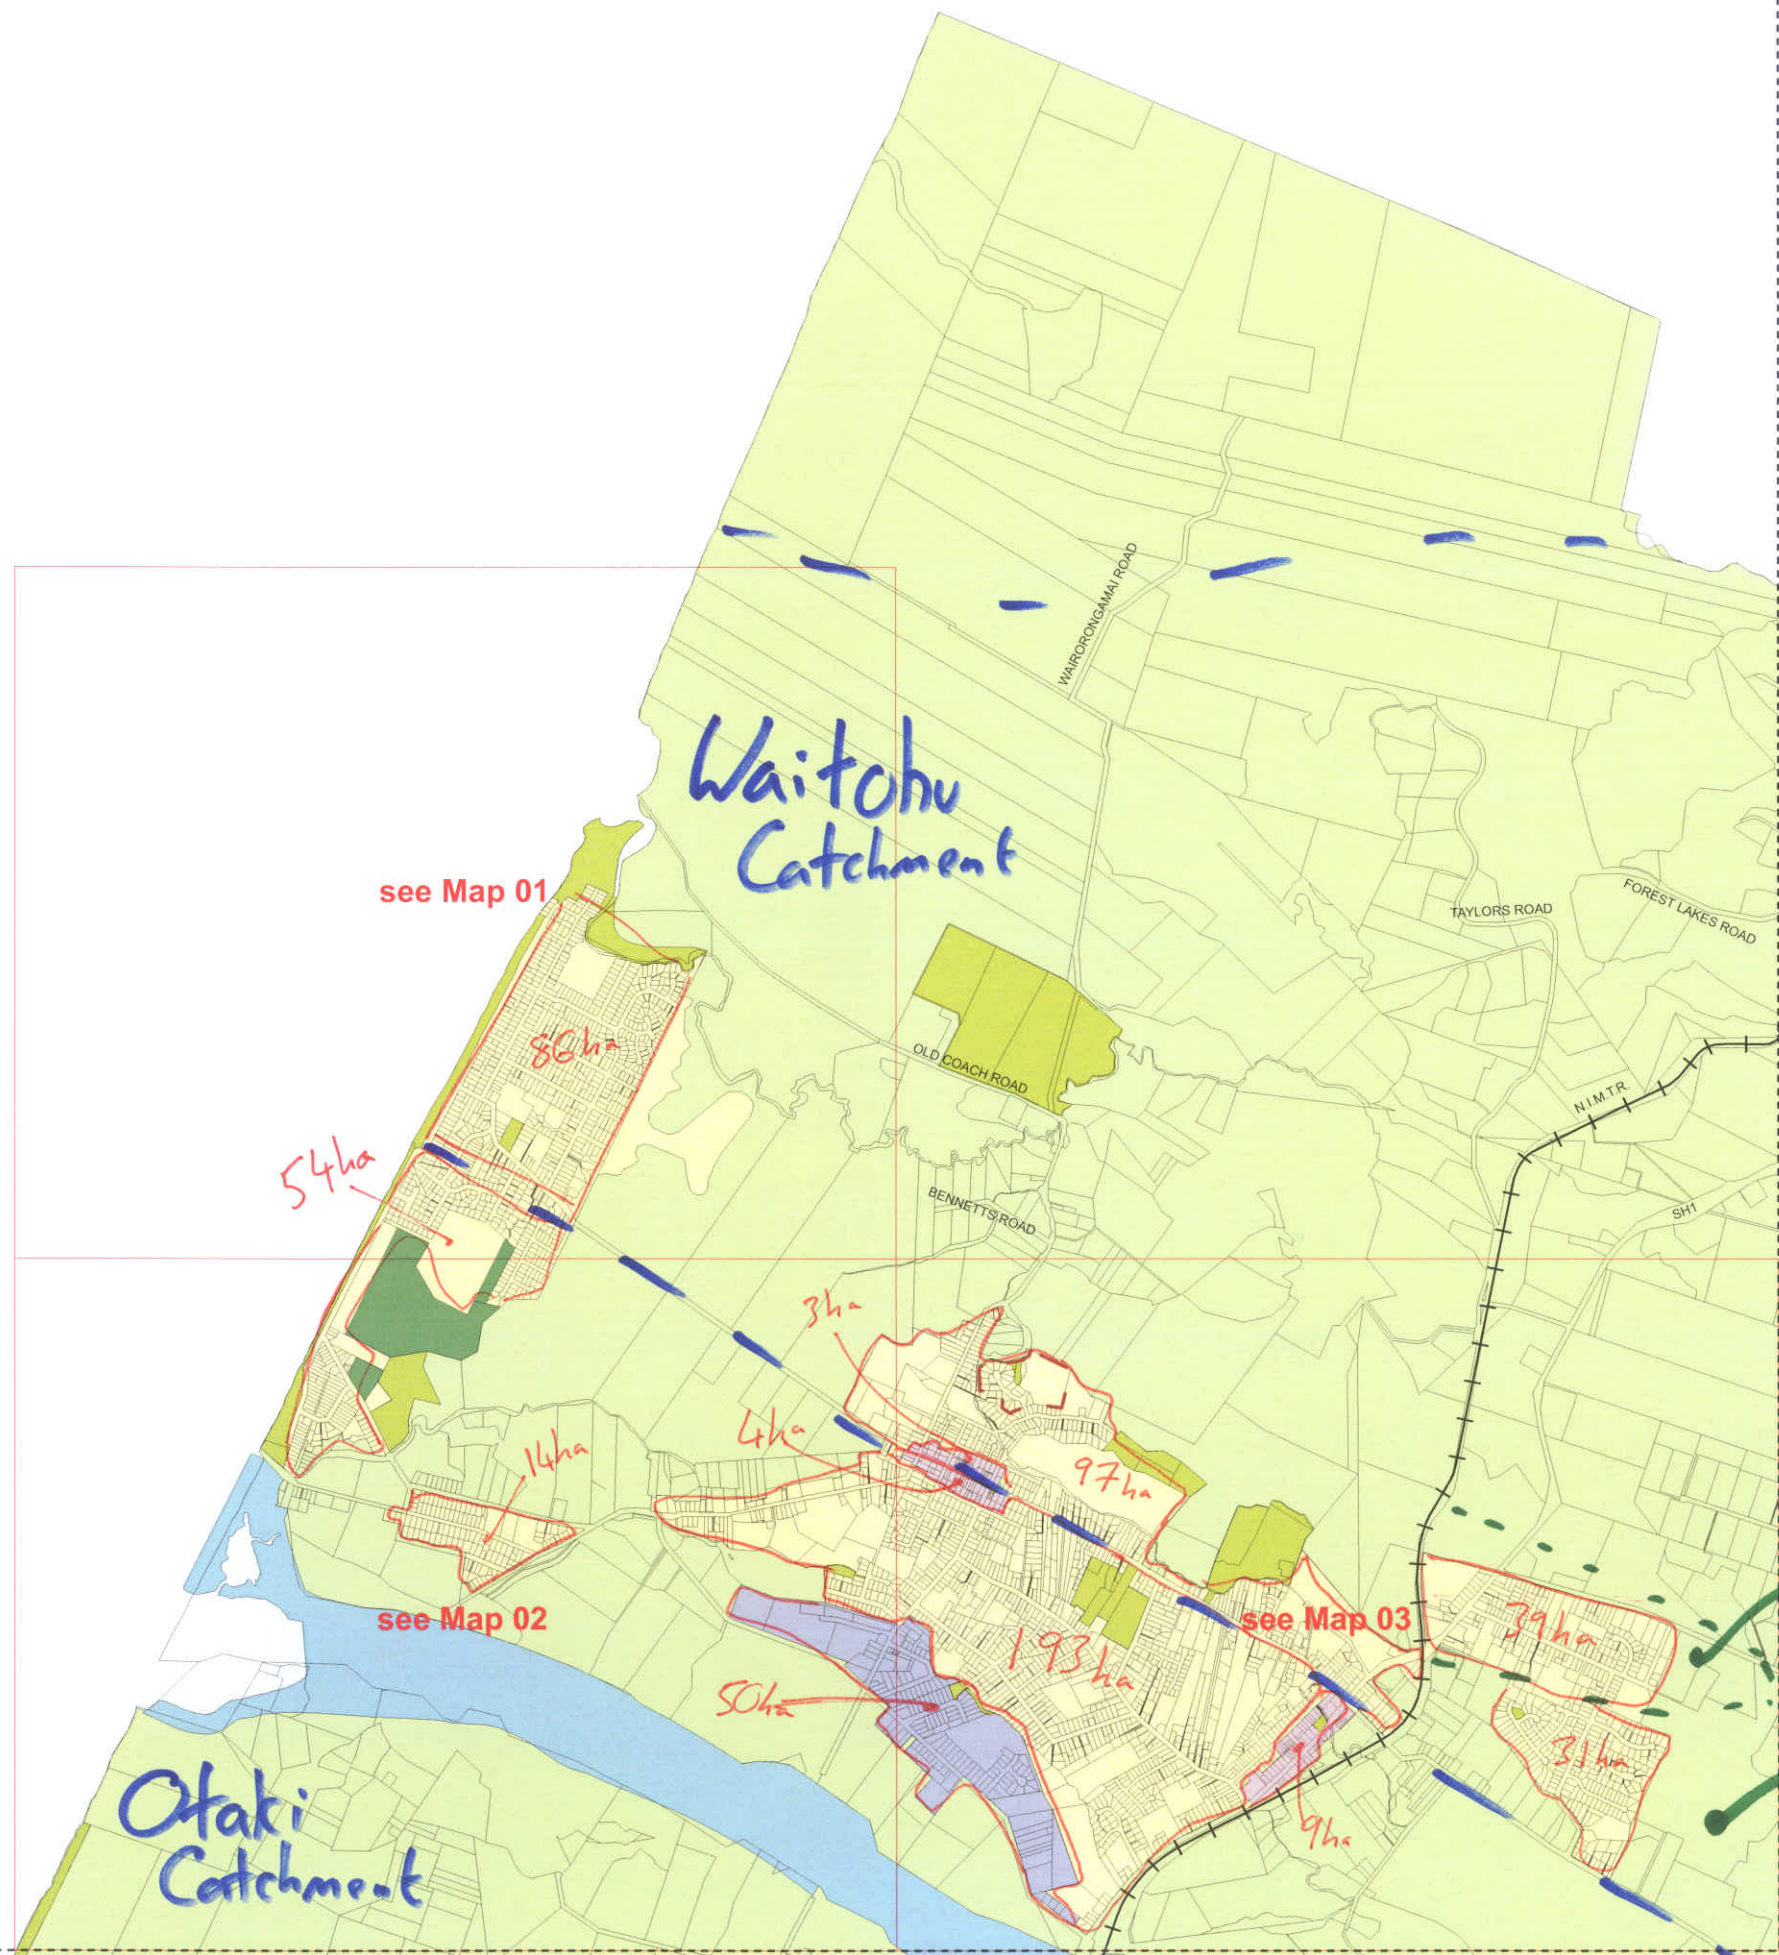 WAIRORONGAMAI ROAD
Waitohu
Catchment
see Map 01
TAYLORS ROAD
FOREST LAKES ROAD
86ha
OLD COACH ROAD
N.I.M.T.R.
54ha
BENNETTS ROAD
SH1
3ha
4ha
14ha
97ha
see Map 02
see Map 03
39ha
193ha
50ha
31ha
9ha
Otaki
Catchment